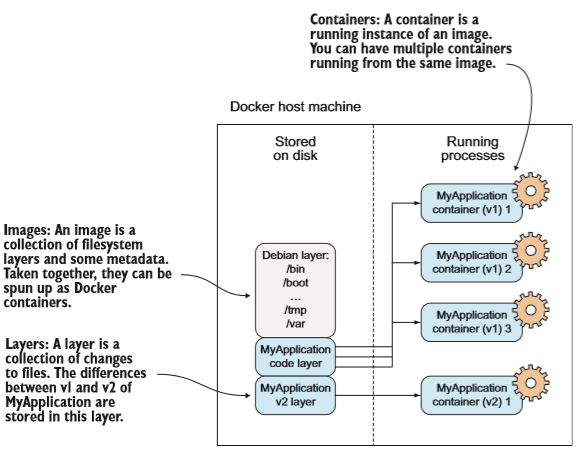 Containers: A container is a
running instance of an image.
You can have multiple containers
running from the same image.
Docker host machine
Stored
on disk
Running
processes
MyApplication
container (v1) 1
Images: An image is a
collection of filesystem
layers and some metadata.
Taken together, they can be
spun up as Docker
containers.
Debian layer:
/bin
/boot
...
/tmp
/var
MyApplication
container (v1) 2
MyApplication
container (v1) 3
Layers: A layer is a
collection of changes
to files. The differences
between v1 and v2 of
MyApplication are
stored in this layer.
MyApplication
code layer
MyApplication
v2 layer
MyApplication
container (v2) 1